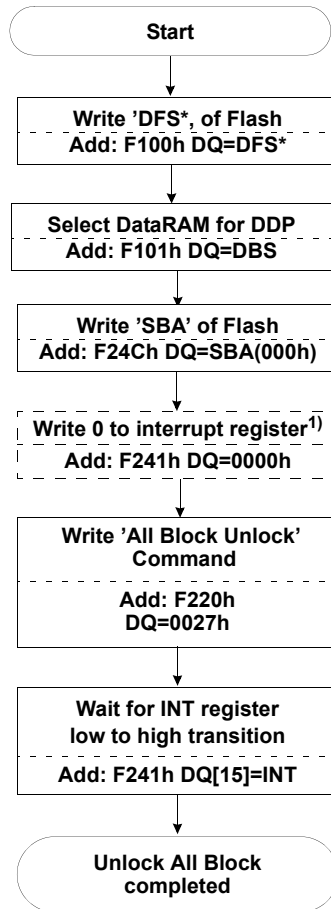 Start
Write ’DFS*, of Flash
Add: F100h DQ=DFS*
Select DataRAM for DDP
Add: F101h DQ=DBS
Write ’SBA’ of Flash
Add: F24Ch DQ=SBA(000h)
Write 0 to interrupt register1)
Add: F241h DQ=0000h
Write ’All Block Unlock’
Command
Add: F220h
DQ=0027h
Wait for INT register
low to high transition
Add: F241h DQ[15]=INT
Unlock All Block
completed